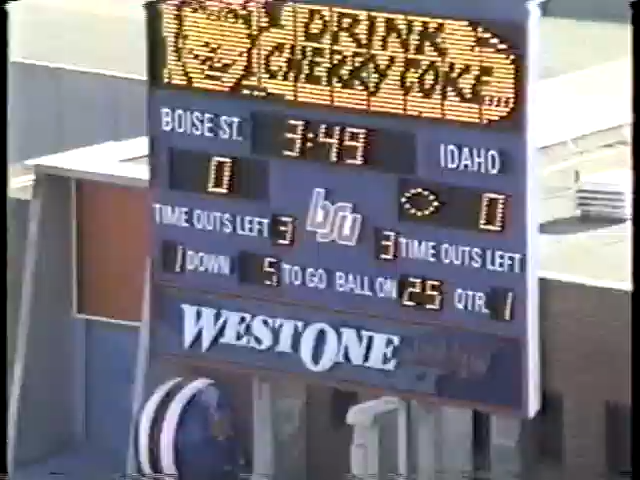 DRINK
CHERRY COKE
BOISE ST. 3:49 IDAHO
0 0
TIME OUTS LEFT 3 bsu 3 TIME OUTS LEFT
1 DOWN 5 TO GO BALL ON 25 QTR. 1
WESTONE